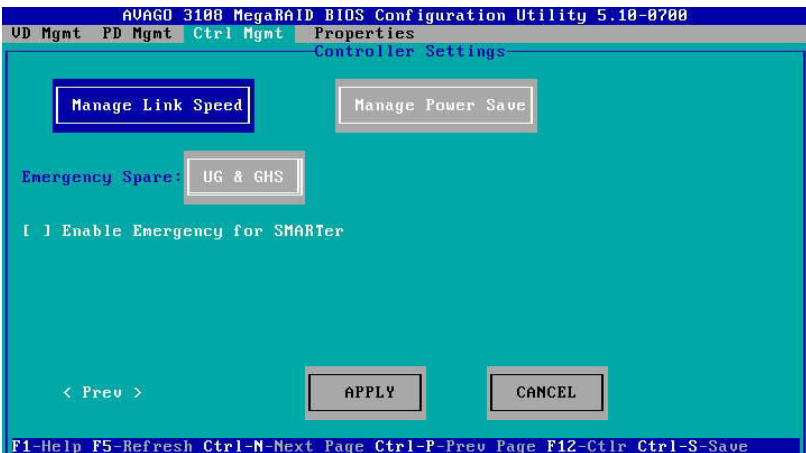 AVAGO 3108 MegaRAID BIOS Configuration Utility 5.10-0700
VD Mgmt PD Mgmt Ctrl Mgmt Properties
Controller Settings
Manage Link Speed Manage Power Save
Emergency Spare: UG & GHS
[ ] Enable Emergency for SMARTer
< Prev > APPLY CANCEL
F1-Help F5-Refresh Ctrl-N-Next Page Ctrl-P-Prev Page F12-Ctlr Ctrl-S-Save